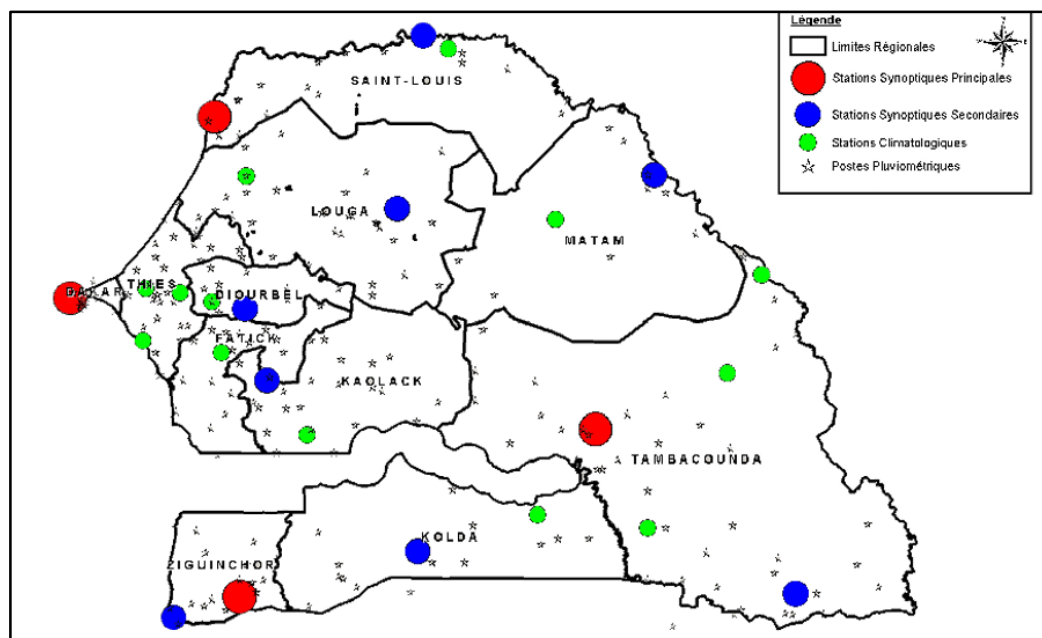 Légende
Limites Régionales
Stations Synoptiques Principales
Stations Synoptiques Secondaires
Stations Climatologiques
Postes Pluviométriques
SAINT-LOUIS
LOUGA
MATAM
DAKAR
THIES
DIOURBEL
FATICK
KAOLACK
TAMBACOUNDA
KOLDA
ZIGUINCHOR